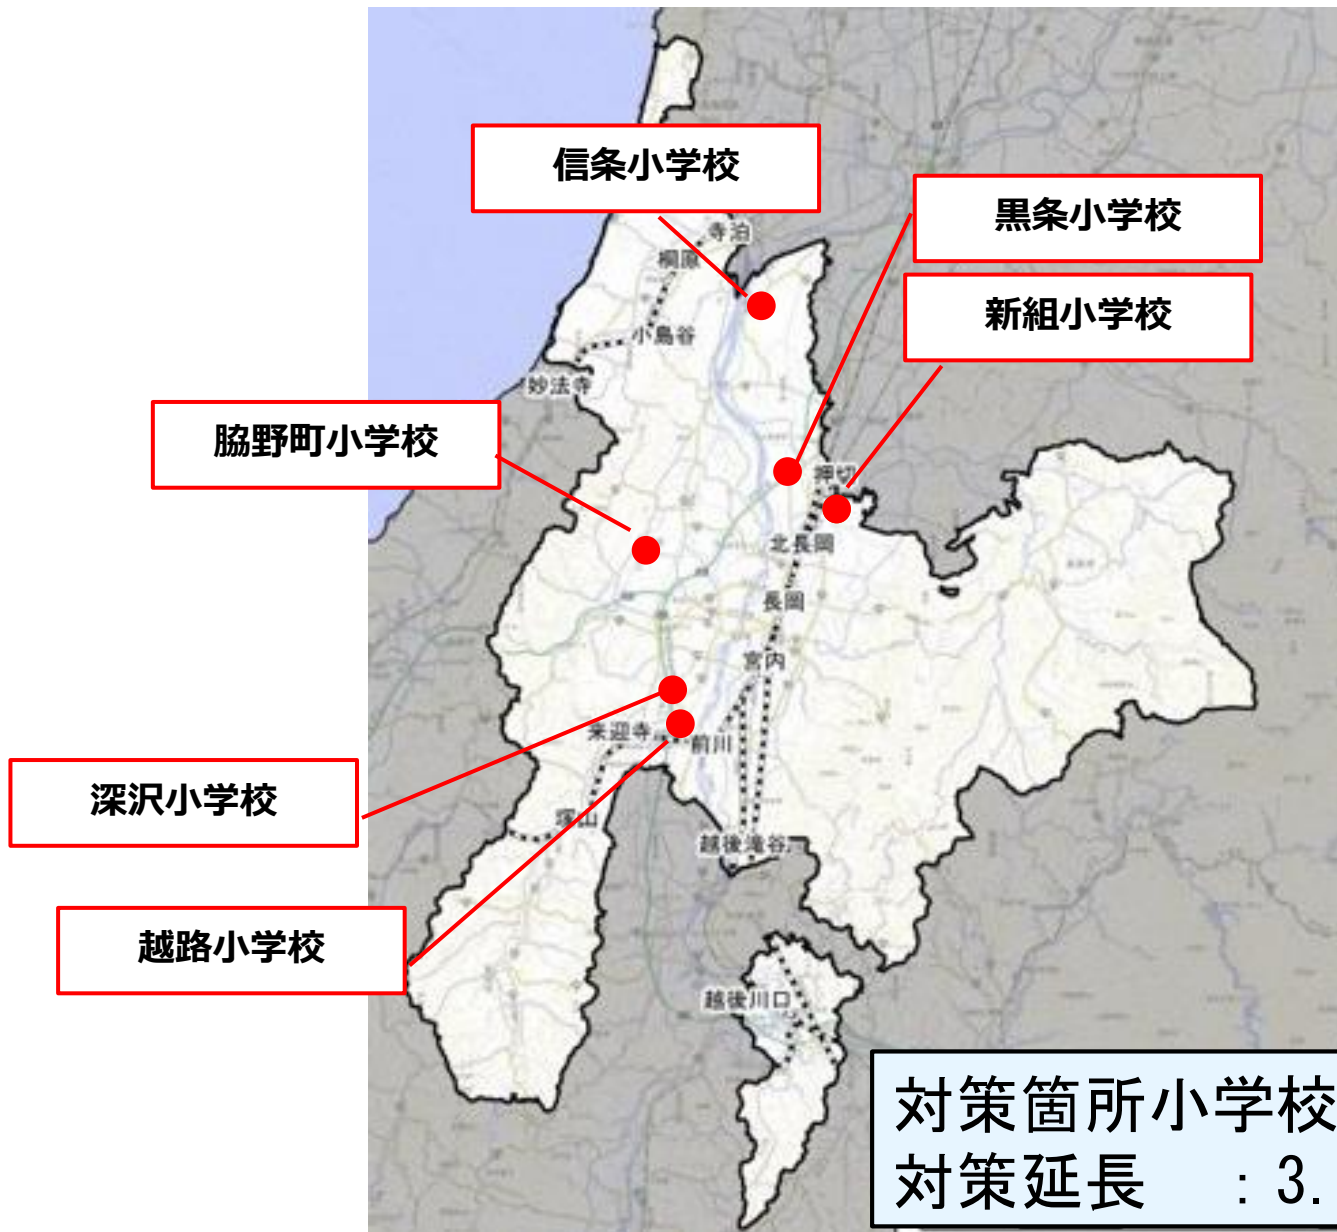 信条小学校
黒条小学校
寺泊
桐原
新組小学校
小島谷
妙法寺
脇野町小学校
押切
北長岡
長岡
宮内
来迎寺
前川
深沢小学校
塚山
越後滝谷
越路小学校
越後川口
対策箇所小学校
対策延長 : 3.